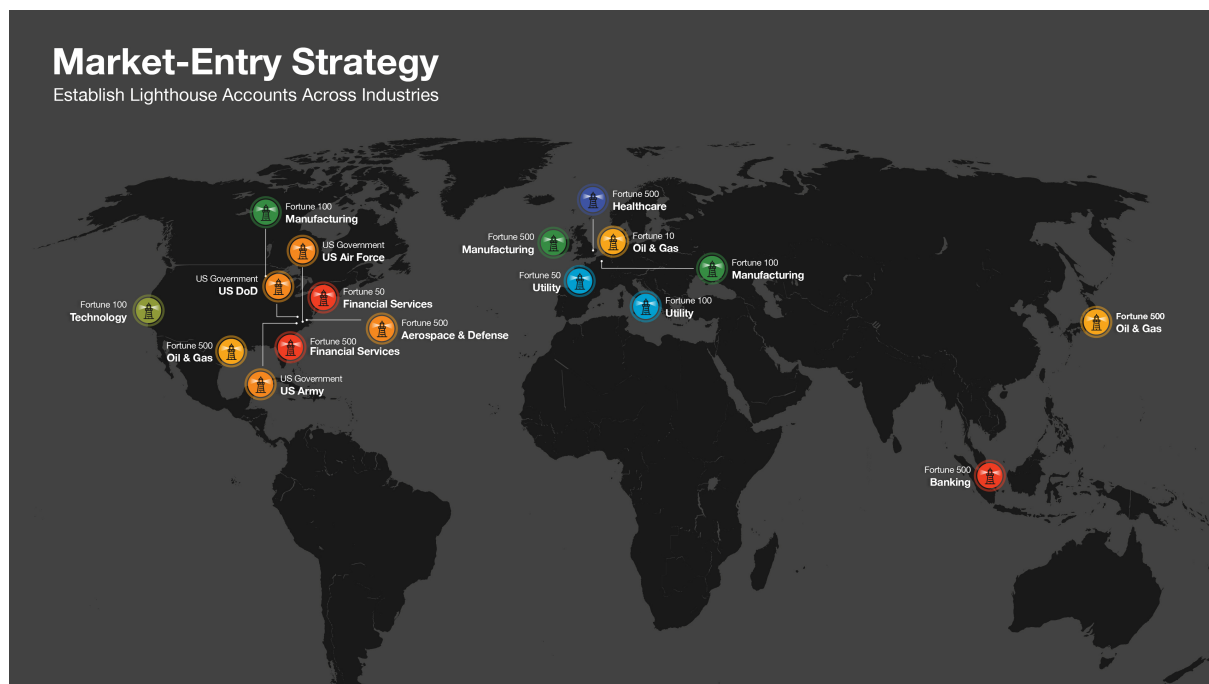 Market-Entry Strategy
Establish Lighthouse Accounts Across Industries
Fortune 100
Manufacturing
US Government
US Air Force
US Government
US DoD
Fortune 50
Financial Services
Fortune 100
Technology
Fortune 500
Aerospace & Defense
Fortune 500
Oil & Gas
Fortune 500
Financial Services
US Government
US Army
Fortune 500
Healthcare
Fortune 500
Manufacturing
Fortune 10
Oil & Gas
Fortune 100
Manufacturing
Fortune 50
Utility
Fortune 100
Utility
Fortune 500
Oil & Gas
Fortune 500
Banking